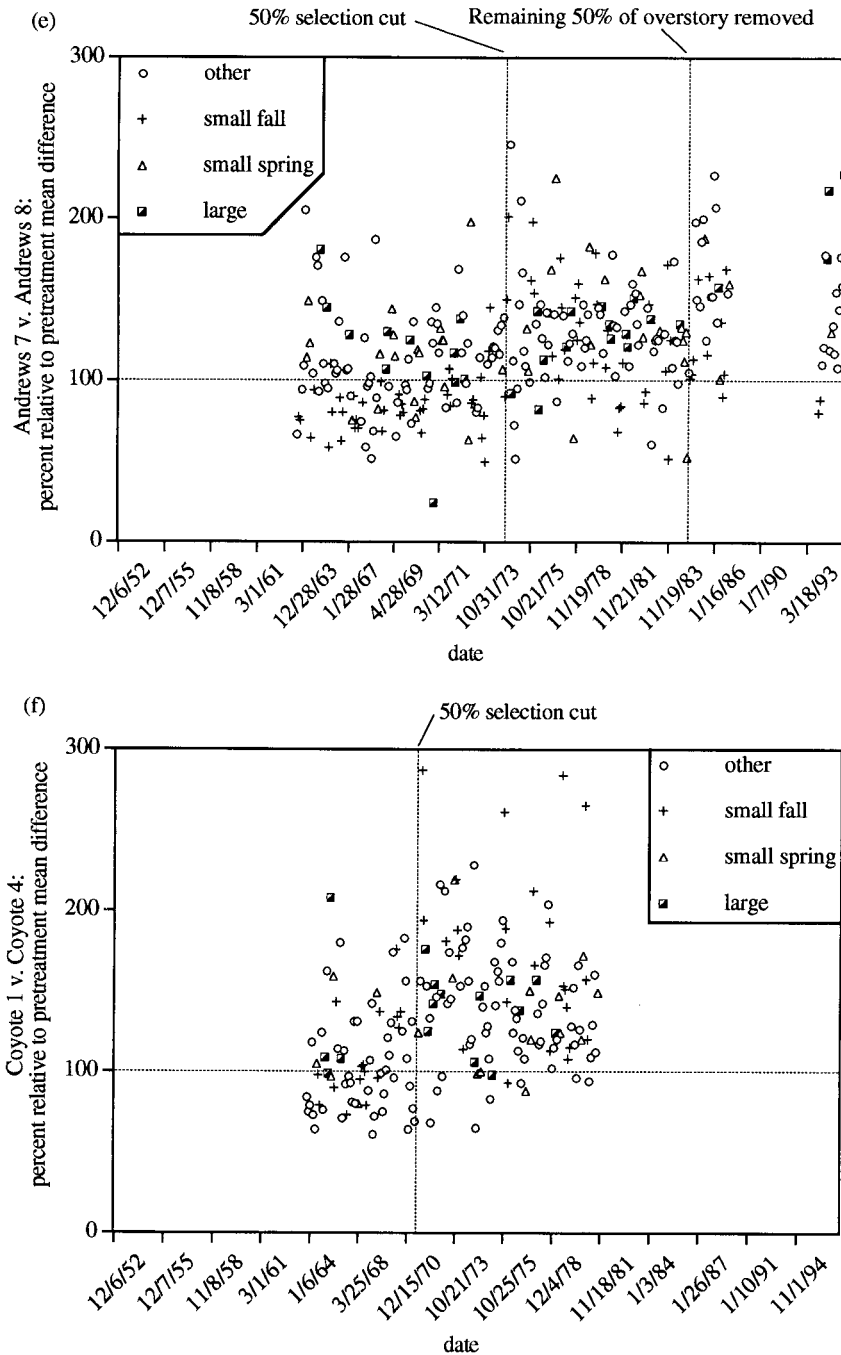 (e)
50% selection cut
Remaining 50% of overstory removed
Andrews 7 v. Andrews 8:
percent relative to pretreatment mean difference
300
200
100
0
other
small fall
small spring
large
12/6/52
12/7/55
11/8/58
3/1/61
12/28/63
1/28/67
4/28/69
3/12/71
10/31/73
10/21/75
11/19/78
11/21/81
11/19/83
1/16/86
1/7/90
3/18/93
date
(f)
50% selection cut
Coyote 1 v. Coyote 4:
percent relative to pretreatment mean difference
300
200
100
0
other
small fall
small spring
large
12/6/52
12/7/55
11/8/58
3/1/61
1/6/64
3/25/68
12/15/70
10/21/73
10/25/75
12/4/78
11/18/81
1/3/84
1/26/87
1/10/91
11/1/94
date